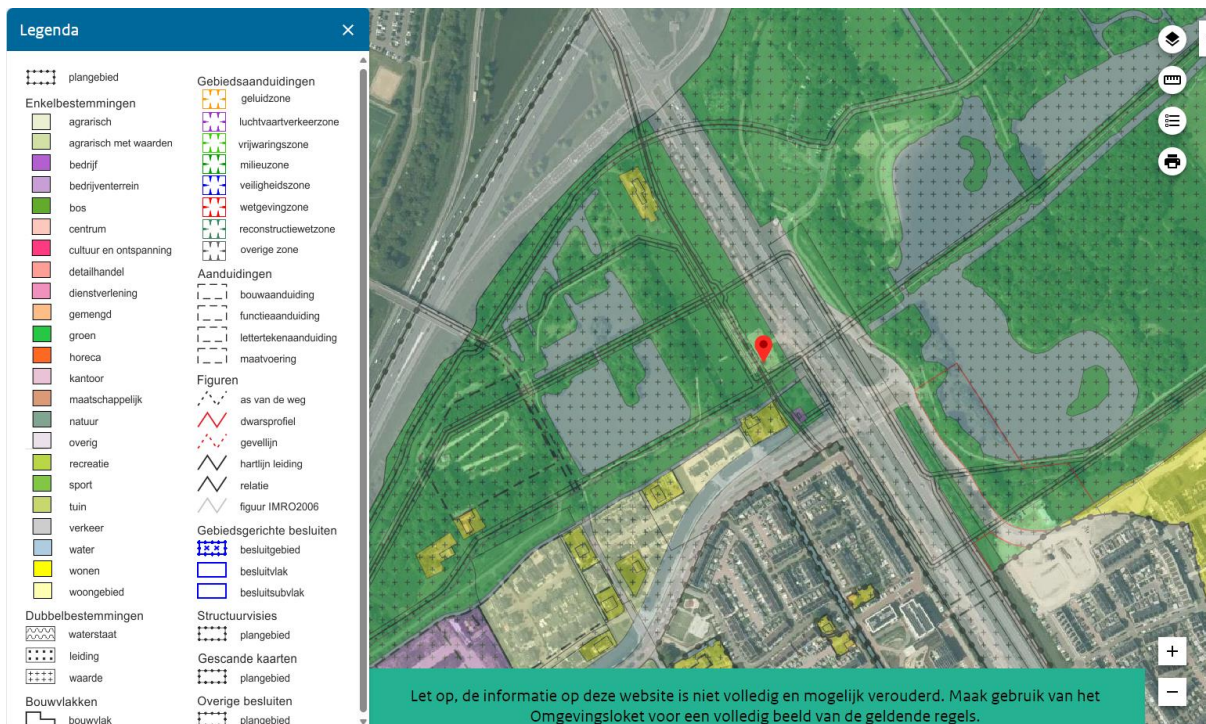 Legenda
plangebied
Enkelbestemmingen
agrarisch
agrarisch met waarden
bedrijf
bedrijventerrein
bos
centrum
cultuur en ontspanning
detailhandel
dienstverlening
gemengd
groen
horeca
kantoor
maatschappelijk
natuur
overig
recreatie
sport
tuin
verkeer
water
wonen
woongebied
Dubbelbestemmingen
waterstaat
leiding
waarde
Bouwvlakken
bouwvlak
Gebiedsaanduidingen
geluidzone
luchtvaartverkeerzone
vrijwaringszone
milieuzone
veiligheidszone
wetgevingzone
reconstructiewetzone
overige zone
Aanduidingen
bouwaanduiding
functieaanduiding
lettertekenaanduiding
maatvoering
Figuren
as van de weg
dwarsprofiel
gevellijn
hartlijn leiding
relatie
figuur IMRO2006
Gebiedsgerichte besluiten
besluitgebied
besluitvlak
besluitsubvlak
Structuurvisies
plangebied
Gescande kaarten
plangebied
Overige besluiten
plangebied
Let op, de informatie op deze website is niet volledig en mogelijk verouderd. Maak gebruik van het
Omgevingsloket voor een volledig beeld van de geldende regels.